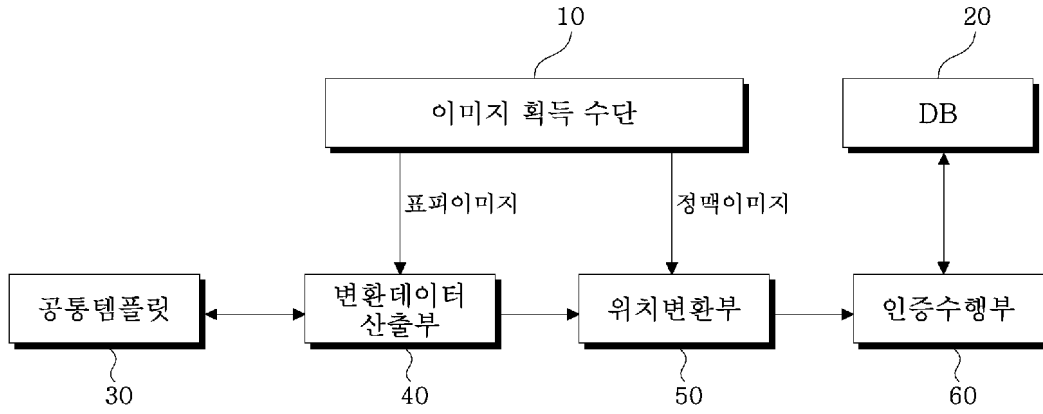 10
20
이미지 획득 수단
DB
표피이미지
정맥이미지
공통템플릿
변환데이터
산출부
위치변환부
인증수행부
30
40
50
60